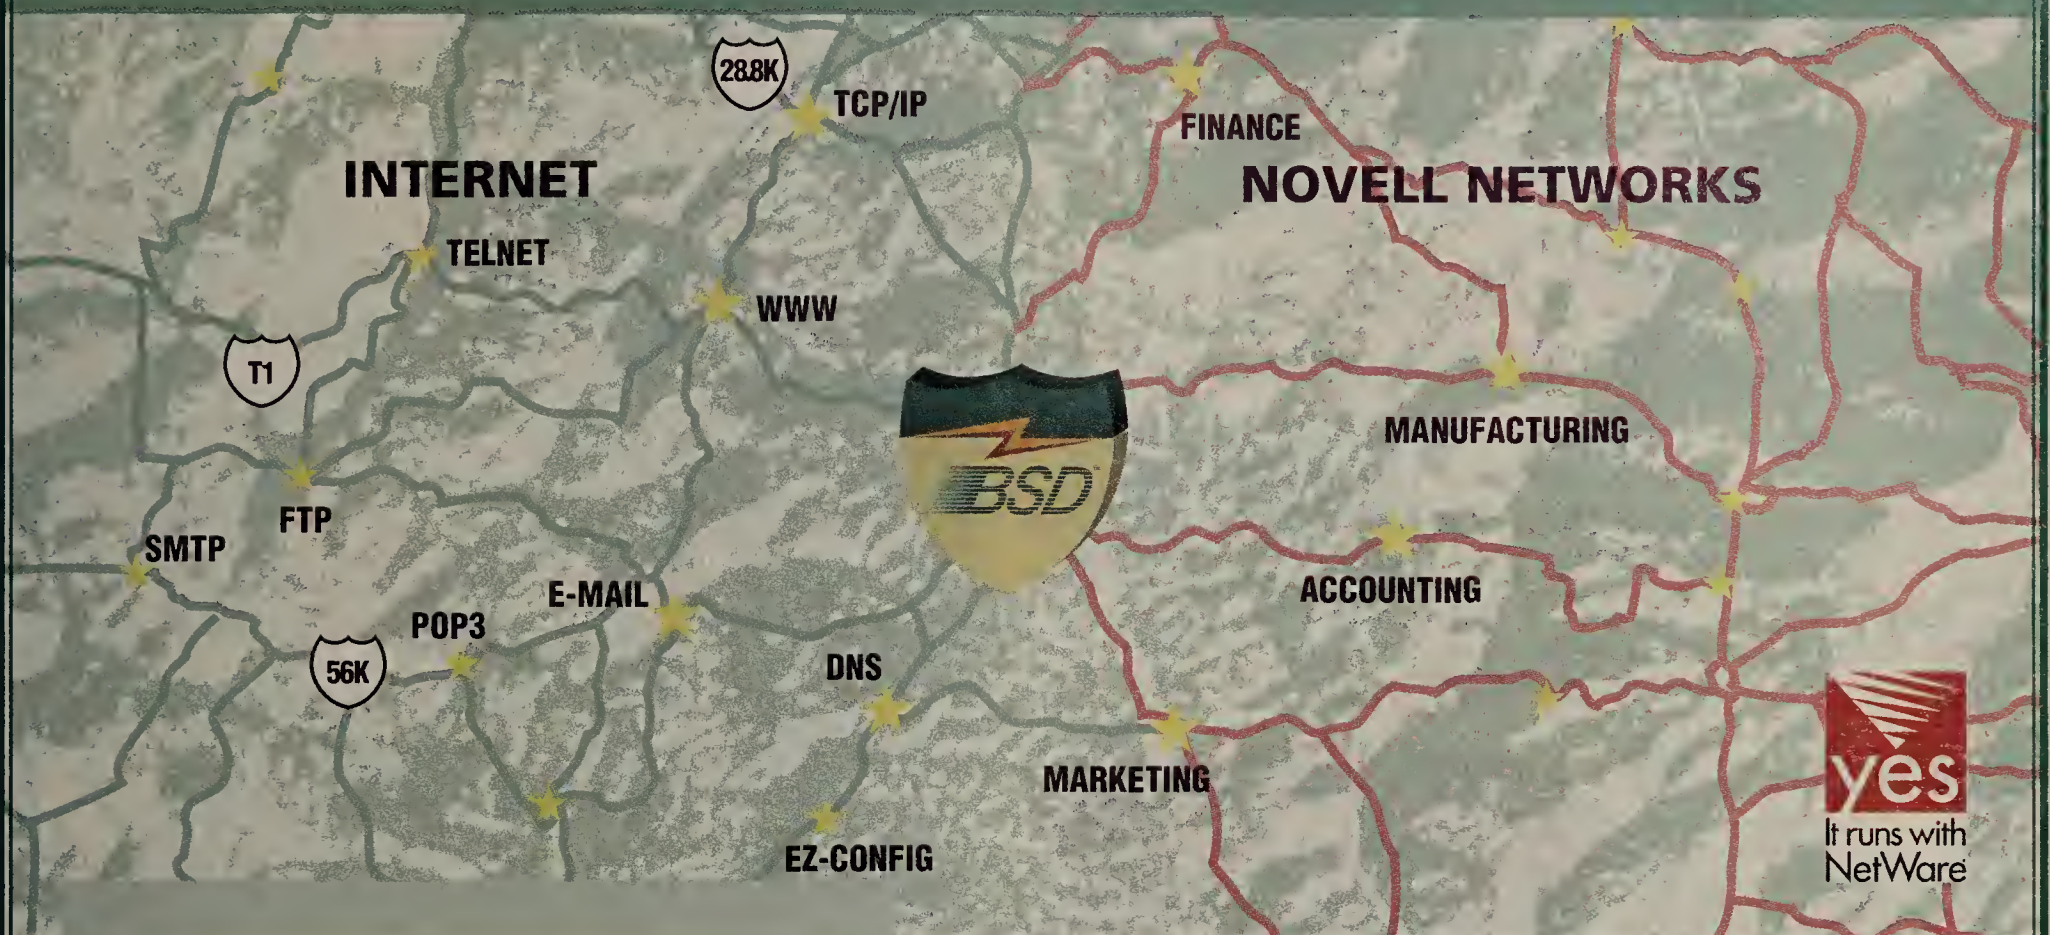 28.8K
TCP/IP
FINANCE
INTERNET
NOVELL NETWORKS
TELNET
WWW
T1
MANUFACTURING
BSD
FTP
SMTP
E-MAIL
ACCOUNTING
POP3
56K
DNS
MARKETING
yes
It runs with
NetWare
EZ-CONFIG